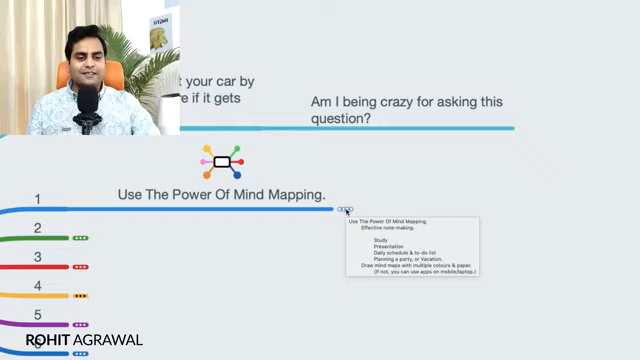 t your car by
re if it gets
Am I being crazy for asking this
question?
1
Use The Power Of Mind Mapping.
Use The Power Of Mind Mapping.
Effective note-making.
Study
Presentation.
Daily schedule & to-do list
Planning a party, or Vacation.
Draw mind maps with multiple colours & paper.
(If not, you can use apps on mobile/laptop.)
2
3
4
5
6
ROHIT AGRAWAL